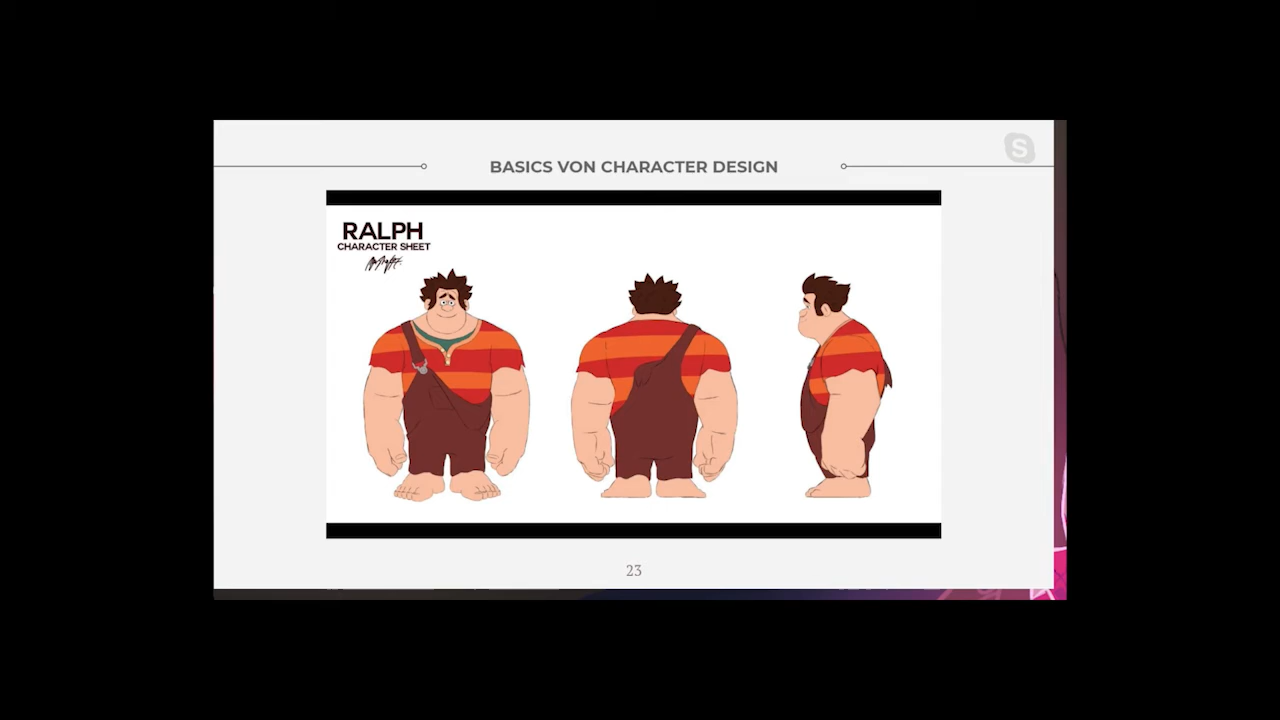 S
BASICS VON CHARACTER DESIGN
RALPH
CHARACTER SHEET
23